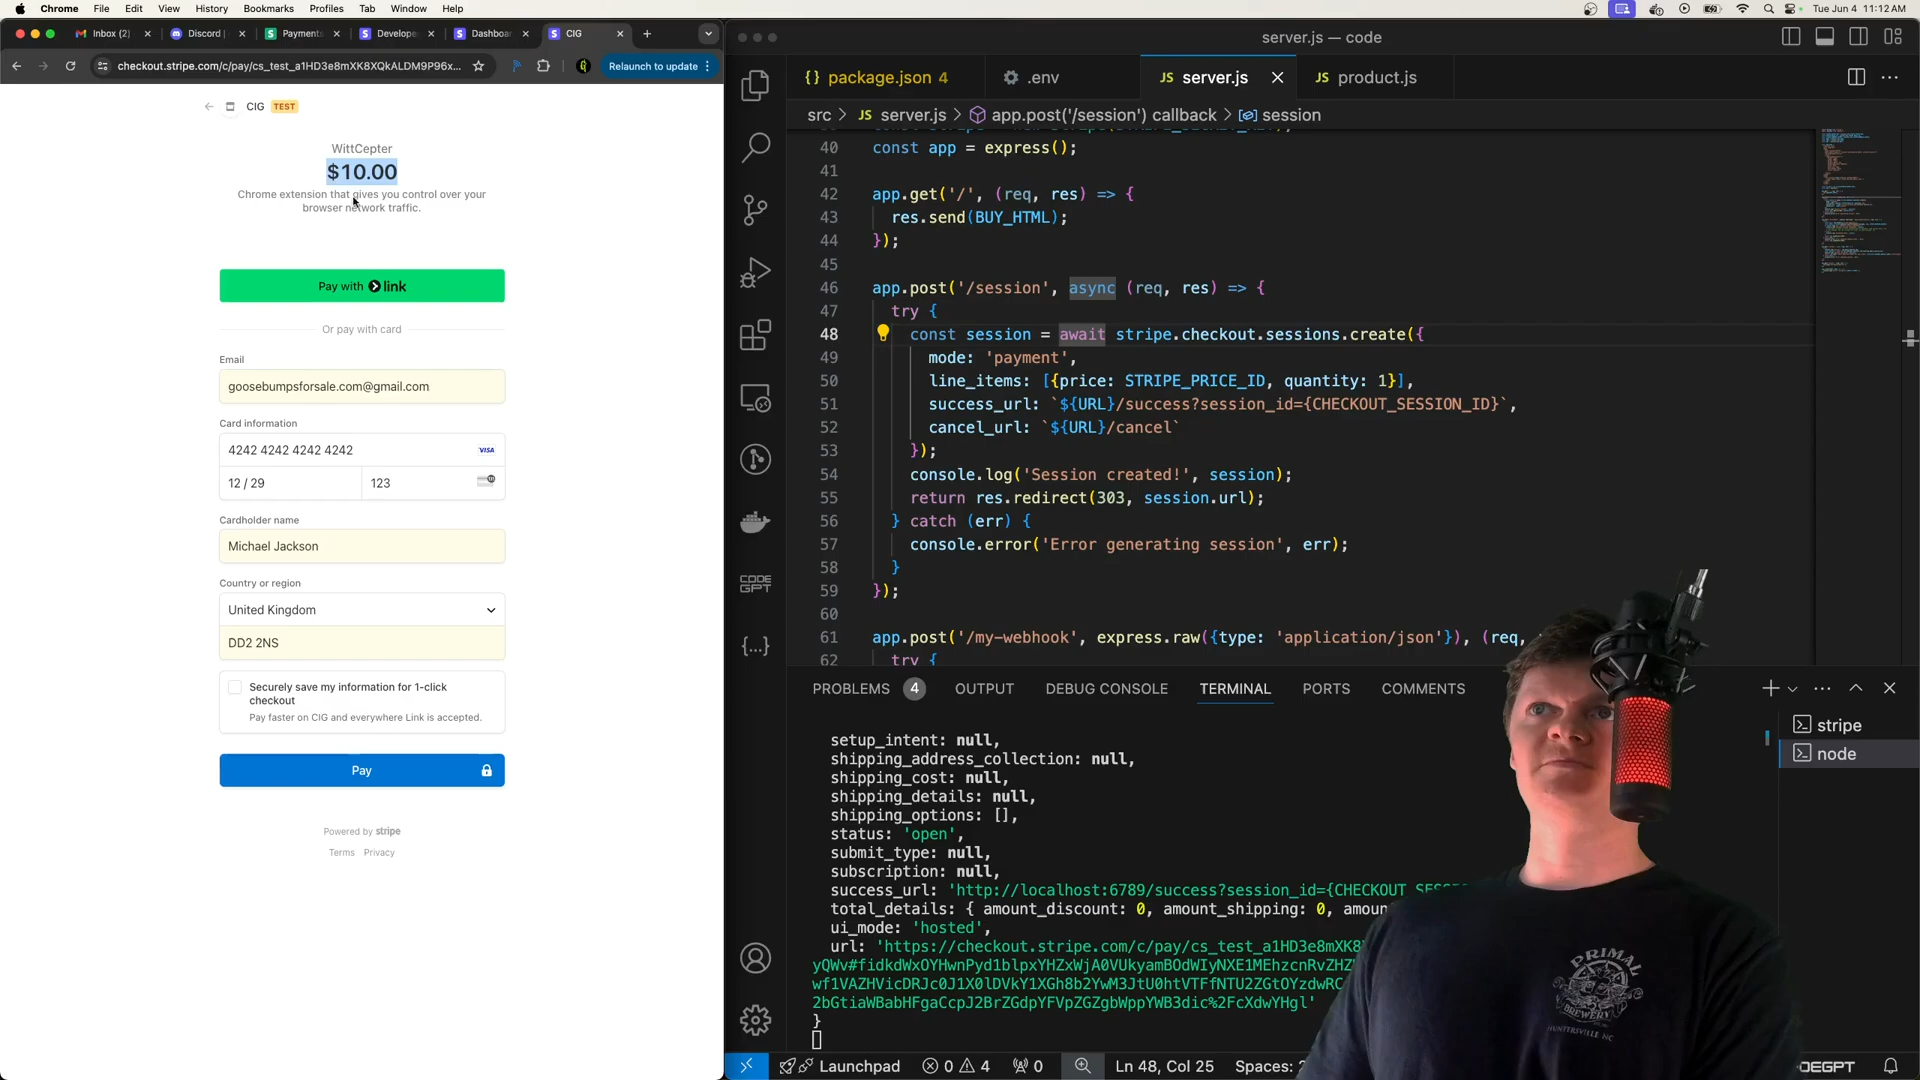 Chrome File Edit View History Bookmarks Profiles Tab Window Help Tue Jun 4 11:12 AM
Inbox (2) Discord | Payments Develope Dashboa CIG
checkout.stripe.com/c/pay/cs_test_a1HD3e8mXK8XQkALDM9P96x... Relaunch to update
CIG TEST
WittCepter
$10.00
Chrome extension that gives you control over your
browser network traffic.
Pay with link
Or pay with card
Email
goosebumpsforsale.com@gmail.com
Card information
4242 4242 4242 4242 VISA
12 / 29 123
Cardholder name
Michael Jackson
Country or region
United Kingdom
DD2 2NS
Securely save my information for 1-click
checkout
Pay faster on CIG and everywhere Link is accepted.
Pay
Powered by stripe
Terms Privacy
server.js — code
{} package.json 4 .env JS server.js JS product.js
src > JS server.js > app.post('/session') callback > session
40 const app = express();
41
42 app.get('/', (req, res) => {
43 res.send(BUY_HTML);
44 });
45
46 app.post('/session', async (req, res) => {
47 try {
48 const session = await stripe.checkout.sessions.create({
49 mode: 'payment',
50 line_items: [{price: STRIPE_PRICE_ID, quantity: 1}],
51 success_url: `${URL}/success?session_id={CHECKOUT_SESSION_ID}`,
52 cancel_url: `${URL}/cancel`
53 });
54 console.log('Session created!', session);
55 return res.redirect(303, session.url);
56 } catch (err) {
57 console.error('Error generating session', err);
58 }
59 });
60
61 app.post('/my-webhook', express.raw({type: 'application/json'}), (req,
62 try {
CODE
GPT
PROBLEMS 4 OUTPUT DEBUG CONSOLE TERMINAL PORTS COMMENTS
stripe
node
setup_intent: null,
shipping_address_collection: null,
shipping_cost: null,
shipping_details: null,
shipping_options: [],
status: 'open',
submit_type: null,
subscription: null,
success_url: 'http://localhost:6789/success?session_id={CHECKOUT_SESS
total_details: { amount_discount: 0, amount_shipping: 0, amoun
ui_mode: 'hosted',
url: 'https://checkout.stripe.com/c/pay/cs_test_a1HD3e8mXK8
yQWv#fidkdWxOYHwnPyd1blpxYHZxWjA0VUkyamBOdWIyNXE1MEhzcnRvZHZ
wf1VAZHVicDRJc0J1X0lDVkY1XGh8b2YwM3JtU0htVTFfNTU2ZGtOYzdwRC
2bGtiaWBabHFgaCcpJ2BrZGdpYFVpZGZgbWppYWB3dic%2FcXdwYHgl'
}
PRIMAL
BREWERY
HUNTERSVILLE NC
Launchpad 0 4 0 Ln 48, Col 25 Spaces: ODEGPT